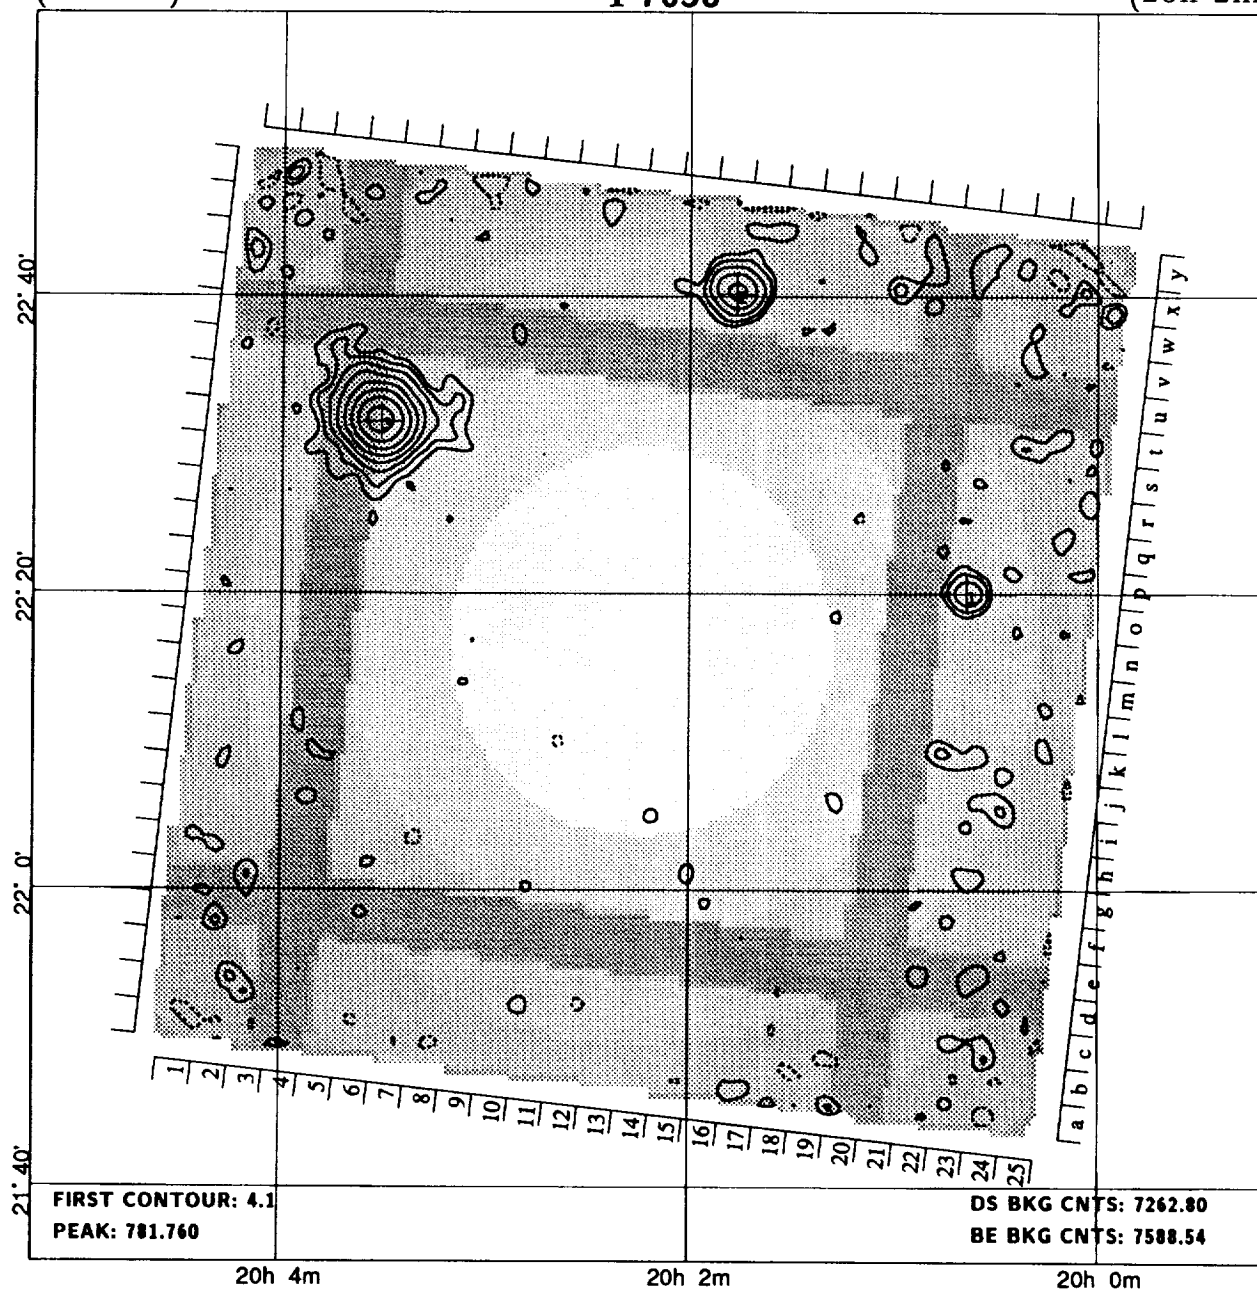 22° 40'
22° 20'
22° 0'
21° 40'
y
x
w
v
u
t
s
r
q
p
o
n
m
l
k
j
i
h
g
f
e
d
c
b
a
1 2 3 4 5 6 7 8 9 10 11 12 13 14 15 16 17 18 19 20 21 22 23 24 25
FIRST CONTOUR: 4.1
PEAK: 781.760
DS BKG CNTS: 7262.80
BE BKG CNTS: 7588.54
20h 4m
20h 2m
20h 0m